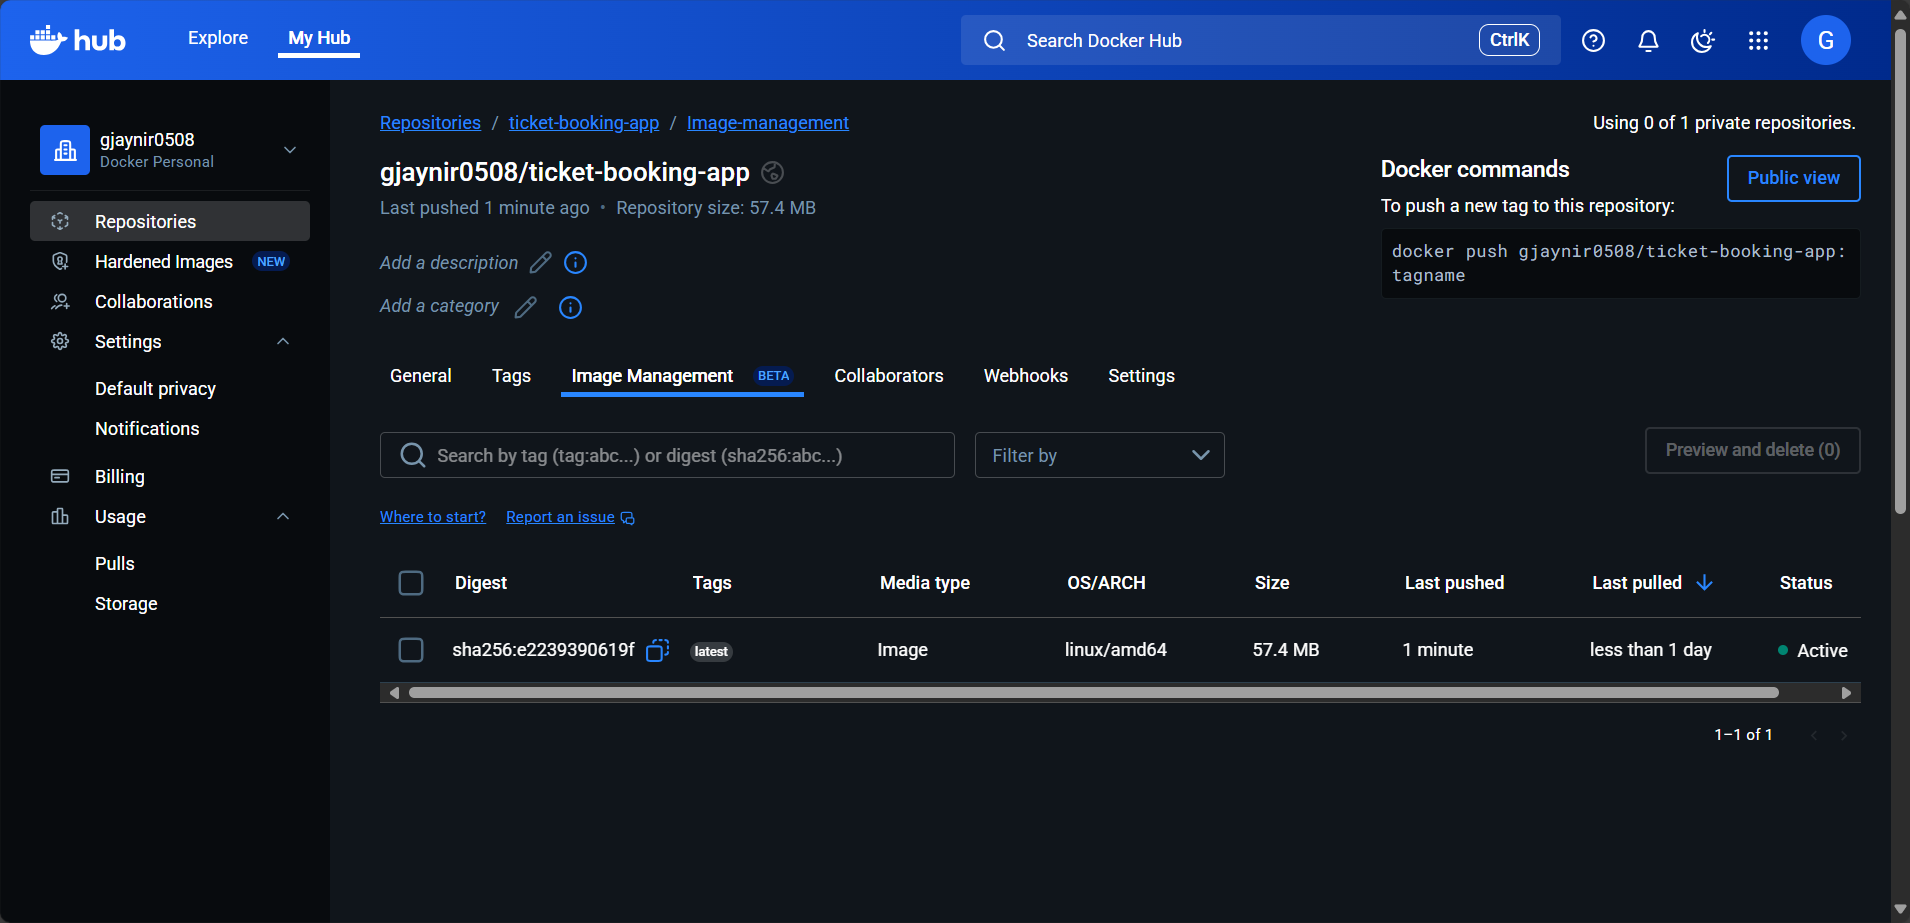 hub
Explore
My Hub
Search Docker Hub
CtrlK
G
gjaynir0508
Docker Personal
Repositories
Hardened Images NEW
Collaborations
Settings
Default privacy
Notifications
Billing
Usage
Pulls
Storage
Repositories / ticket-booking-app / Image-management
Using 0 of 1 private repositories.
gjaynir0508/ticket-booking-app
Last pushed 1 minute ago • Repository size: 57.4 MB
Add a description
Add a category
Docker commands
Public view
To push a new tag to this repository:
docker push gjaynir0508/ticket-booking-app:
tagname
General Tags Image Management BETA Collaborators Webhooks Settings
Search by tag (tag:abc...) or digest (sha256:abc...)
Filter by
Preview and delete (0)
Where to start? Report an issue
Digest Tags Media type OS/ARCH Size Last pushed Last pulled Status
sha256:e2239390619f latest Image linux/amd64 57.4 MB 1 minute less than 1 day Active
1–1 of 1